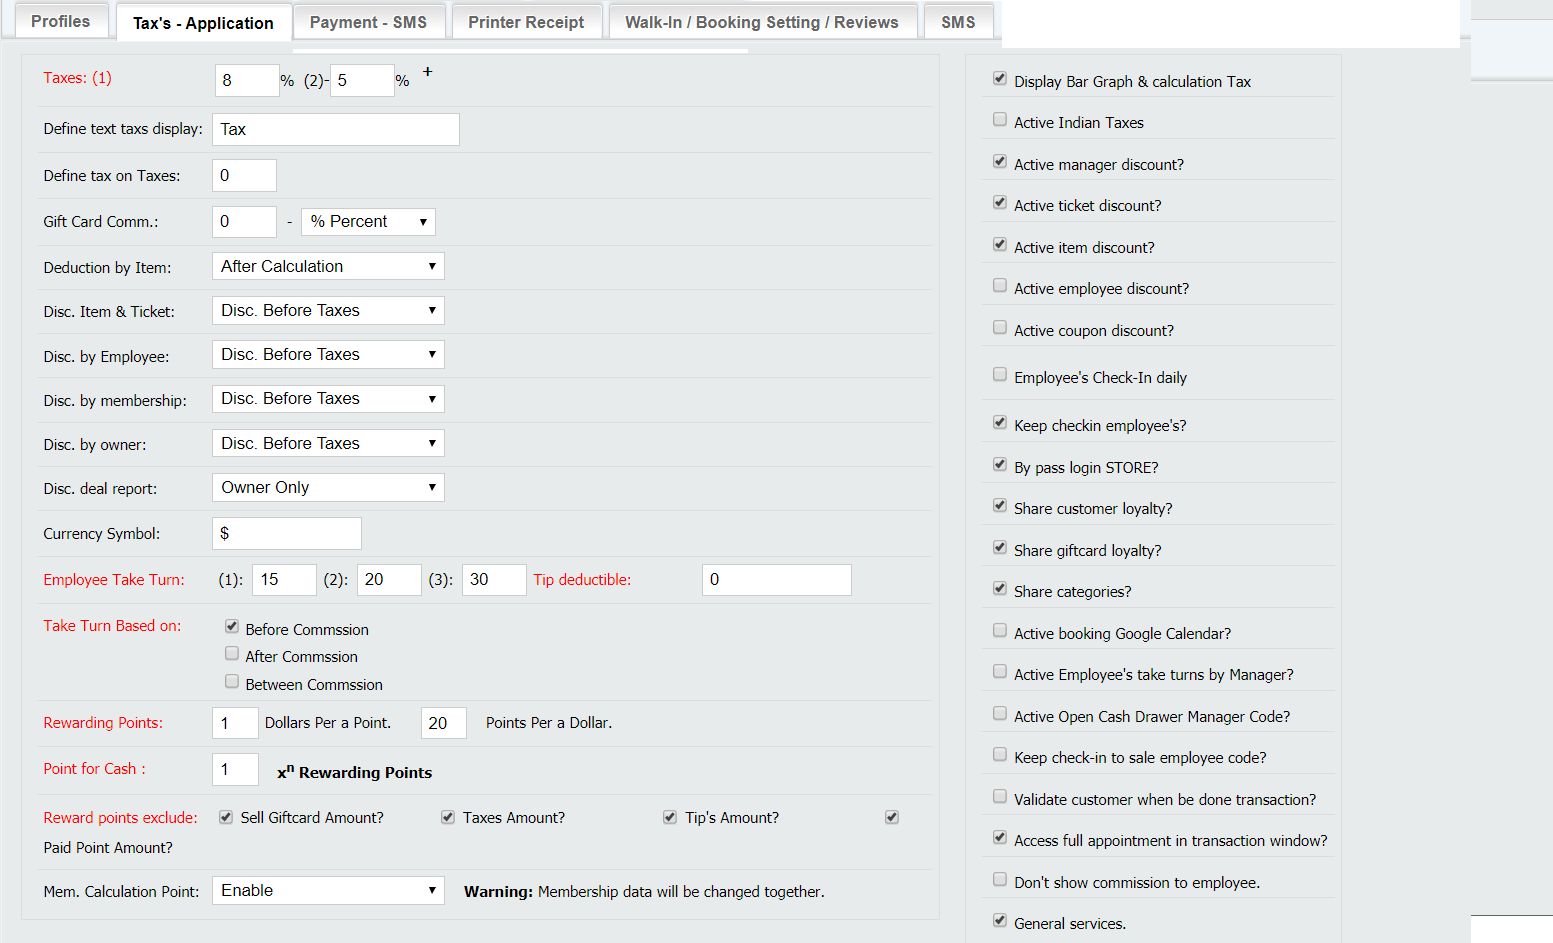 Profiles Tax's - Application Payment - SMS Printer Receipt Walk-In / Booking Setting / Reviews SMS
Taxes: (1) 8 % (2)- 5 % +
Define text taxs display: Tax
Define tax on Taxes: 0
Gift Card Comm.: 0 - % Percent
Deduction by Item: After Calculation
Disc. Item & Ticket: Disc. Before Taxes
Disc. by Employee: Disc. Before Taxes
Disc. by membership: Disc. Before Taxes
Disc. by owner: Disc. Before Taxes
Disc. deal report: Owner Only
Currency Symbol: $
Employee Take Turn: (1): 15 (2): 20 (3): 30 Tip deductible: 0
Take Turn Based on: Before Commssion
After Commssion
Between Commssion
Rewarding Points: 1 Dollars Per a Point. 20 Points Per a Dollar.
Point for Cash : 1 xⁿ Rewarding Points
Reward points exclude: Sell Giftcard Amount? Taxes Amount? Tip's Amount?
Paid Point Amount?
Mem. Calculation Point: Enable Warning: Membership data will be changed together.
Display Bar Graph & calculation Tax
Active Indian Taxes
Active manager discount?
Active ticket discount?
Active item discount?
Active employee discount?
Active coupon discount?
Employee's Check-In daily
Keep checkin employee's?
By pass login STORE?
Share customer loyalty?
Share giftcard loyalty?
Share categories?
Active booking Google Calendar?
Active Employee's take turns by Manager?
Active Open Cash Drawer Manager Code?
Keep check-in to sale employee code?
Validate customer when be done transaction?
Access full appointment in transaction window?
Don't show commission to employee.
General services.